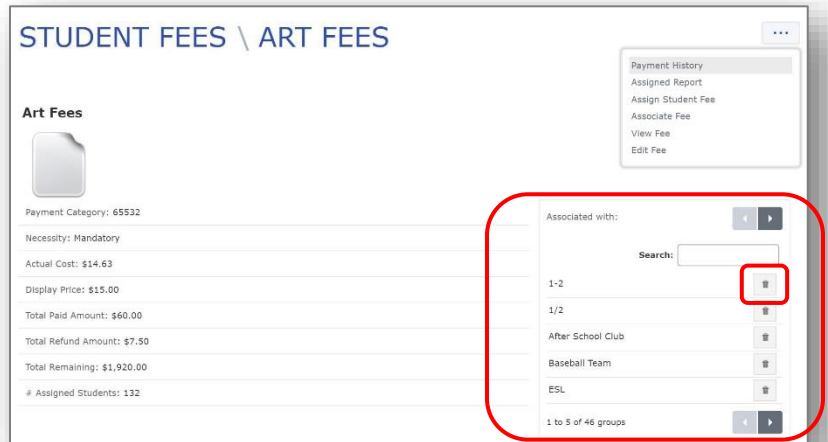 STUDENT FEES \ ART FEES
...
Payment History
Assigned Report
Assign Student Fee
Associate Fee
View Fee
Edit Fee
Art Fees
Payment Category: 65532
Necessity: Mandatory
Actual Cost: $14.63
Display Price: $15.00
Total Paid Amount: $60.00
Total Refund Amount: $7.50
Total Remaining: $1,920.00
# Assigned Students: 132
Associated with:
Search:
1-2
1/2
After School Club
Baseball Team
ESL
1 to 5 of 46 groups